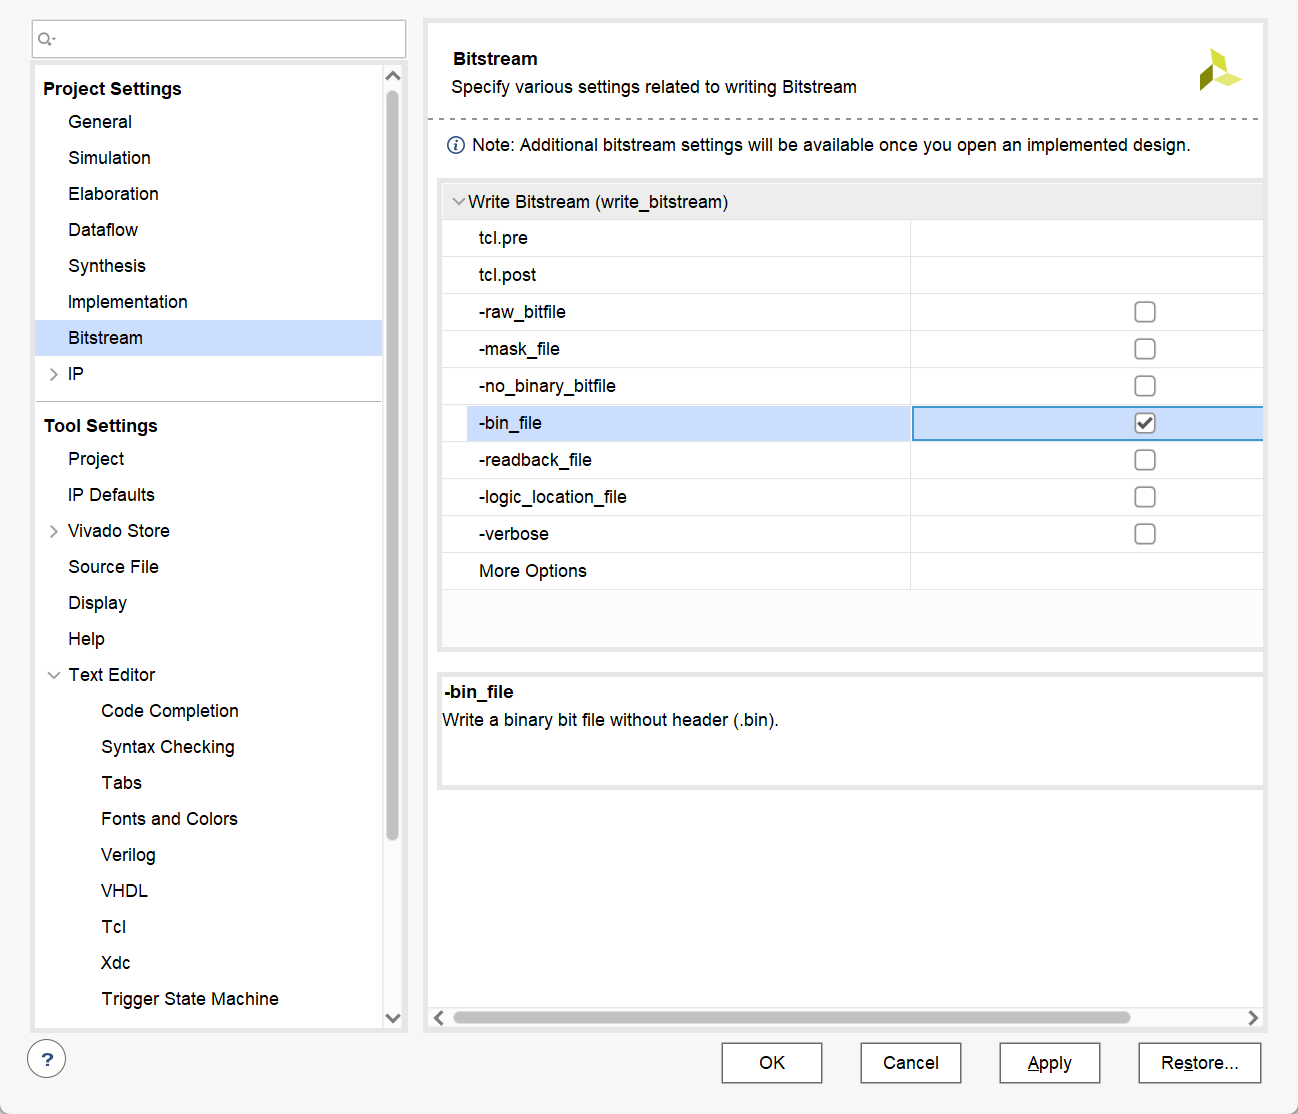 Project Settings
General
Simulation
Elaboration
Dataflow
Synthesis
Implementation
Bitstream
IP
Tool Settings
Project
IP Defaults
Vivado Store
Source File
Display
Help
Text Editor
Code Completion
Syntax Checking
Tabs
Fonts and Colors
Verilog
VHDL
Tcl
Xdc
Trigger State Machine
Bitstream
Specify various settings related to writing Bitstream
Note: Additional bitstream settings will be available once you open an implemented design.
Write Bitstream (write_bitstream)
tcl.pre
tcl.post
-raw_bitfile
-mask_file
-no_binary_bitfile
-bin_file
-readback_file
-logic_location_file
-verbose
More Options
-bin_file
Write a binary bit file without header (.bin).
?
OK
Cancel
Apply
Restore...